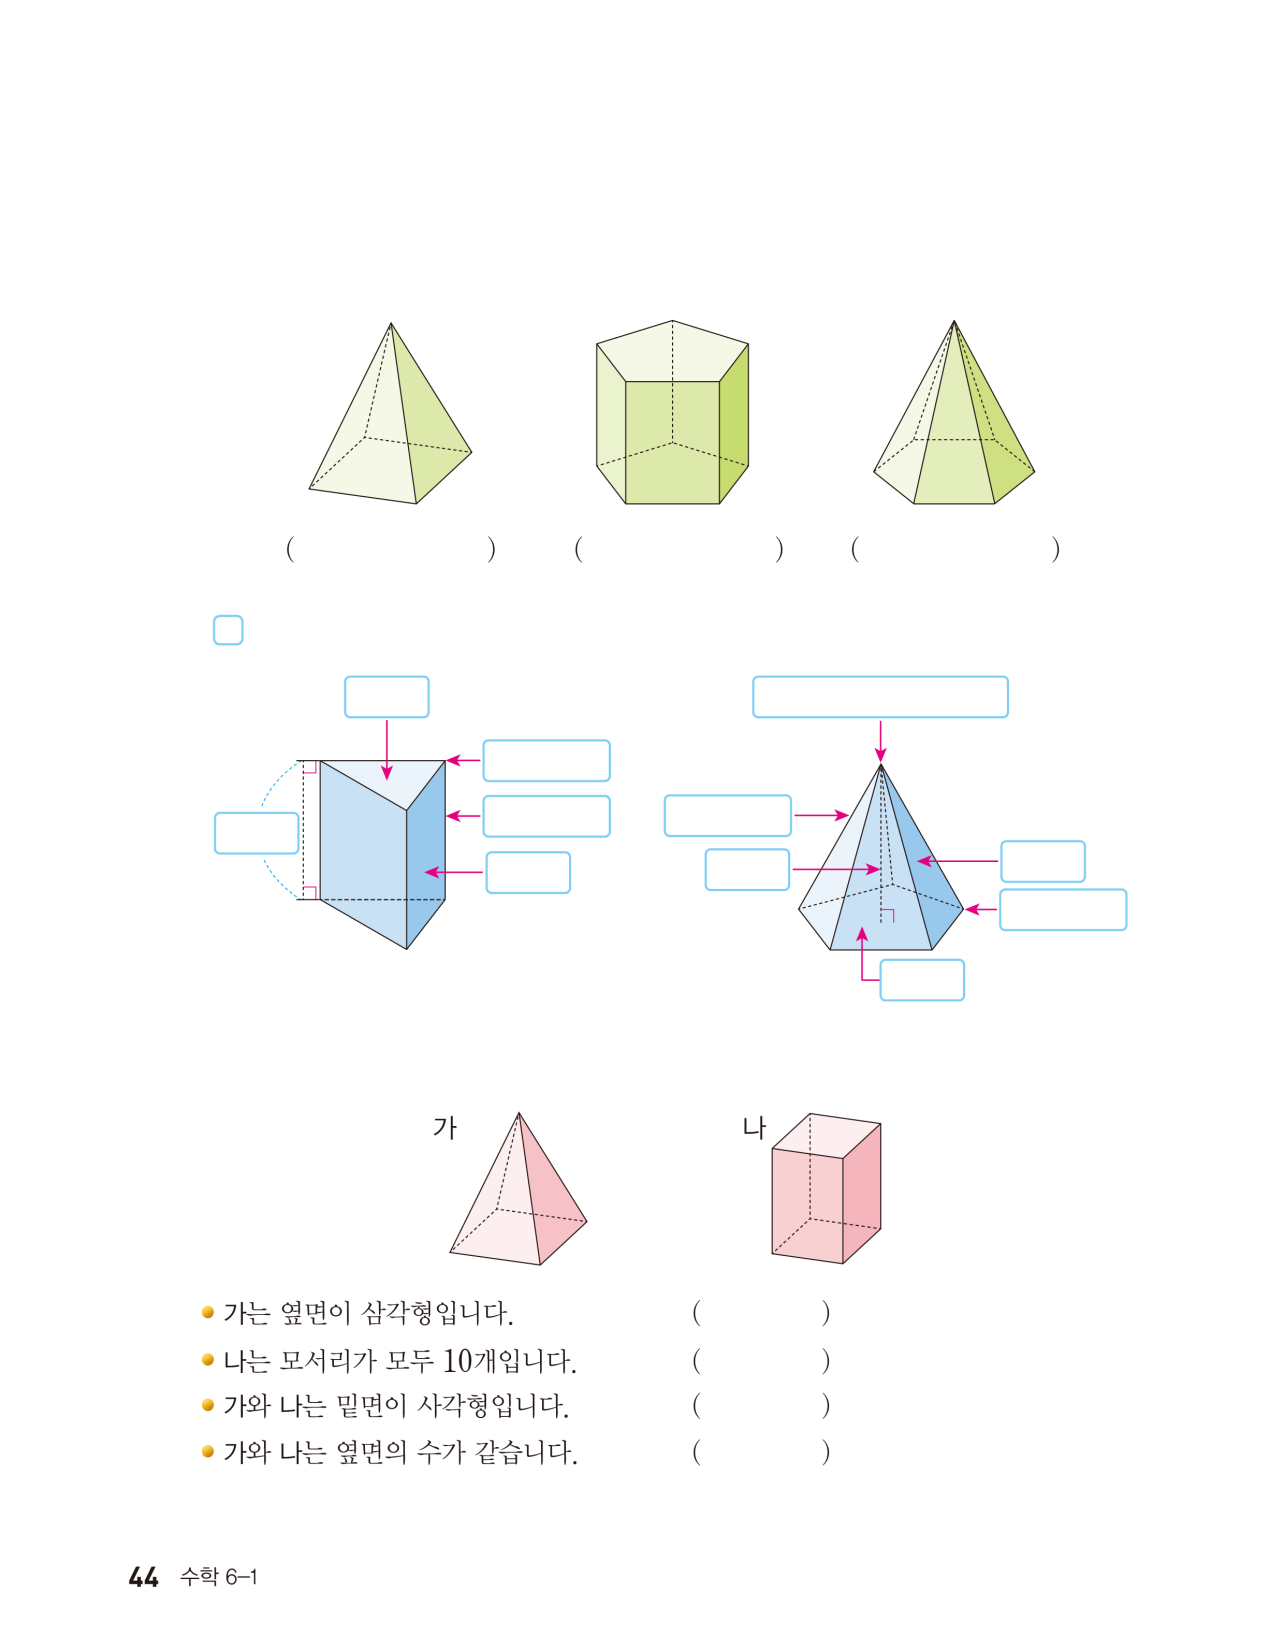 ( ) ( ) ( )
가
나
가는 옆면이 삼각형입니다. ( )
나는 모서리가 모두 10개입니다. ( )
가와 나는 밑면이 사각형입니다. ( )
가와 나는 옆면의 수가 같습니다. ( )
44 수학 6–1